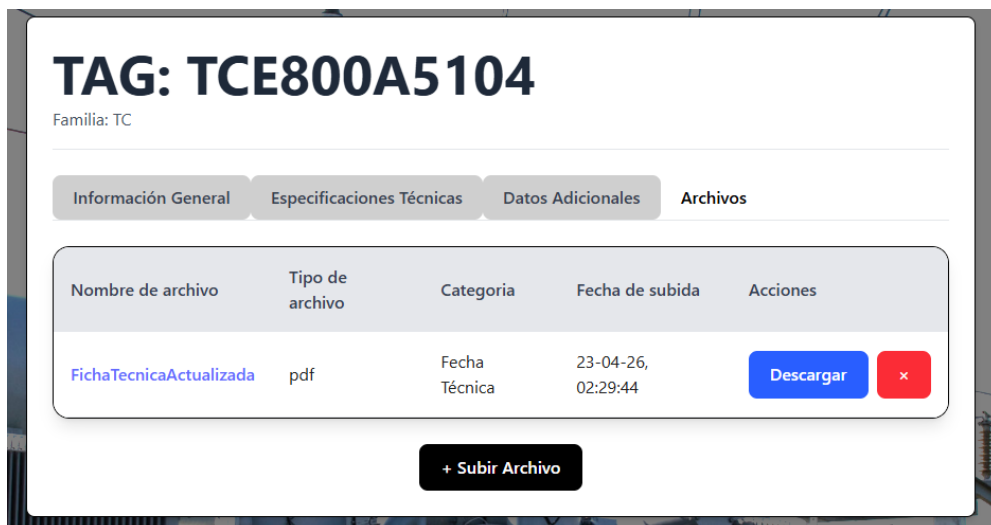 TAG: TCE800A5104
Familia: TC
Información General
Especificaciones Técnicas
Datos Adicionales
Archivos
Nombre de archivo
Tipo de
archivo
Categoria
Fecha de subida
Acciones
FichaTecnicaActualizada
pdf
Fecha
Técnica
23-04-26,
02:29:44
Descargar
×
+ Subir Archivo